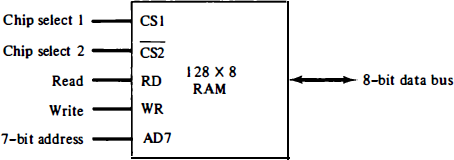 Chip select 1 CS1
Chip select 2 C̅S̅2̅
Read RD
128 × 8
RAM
8-bit data bus
Write WR
7-bit address AD7